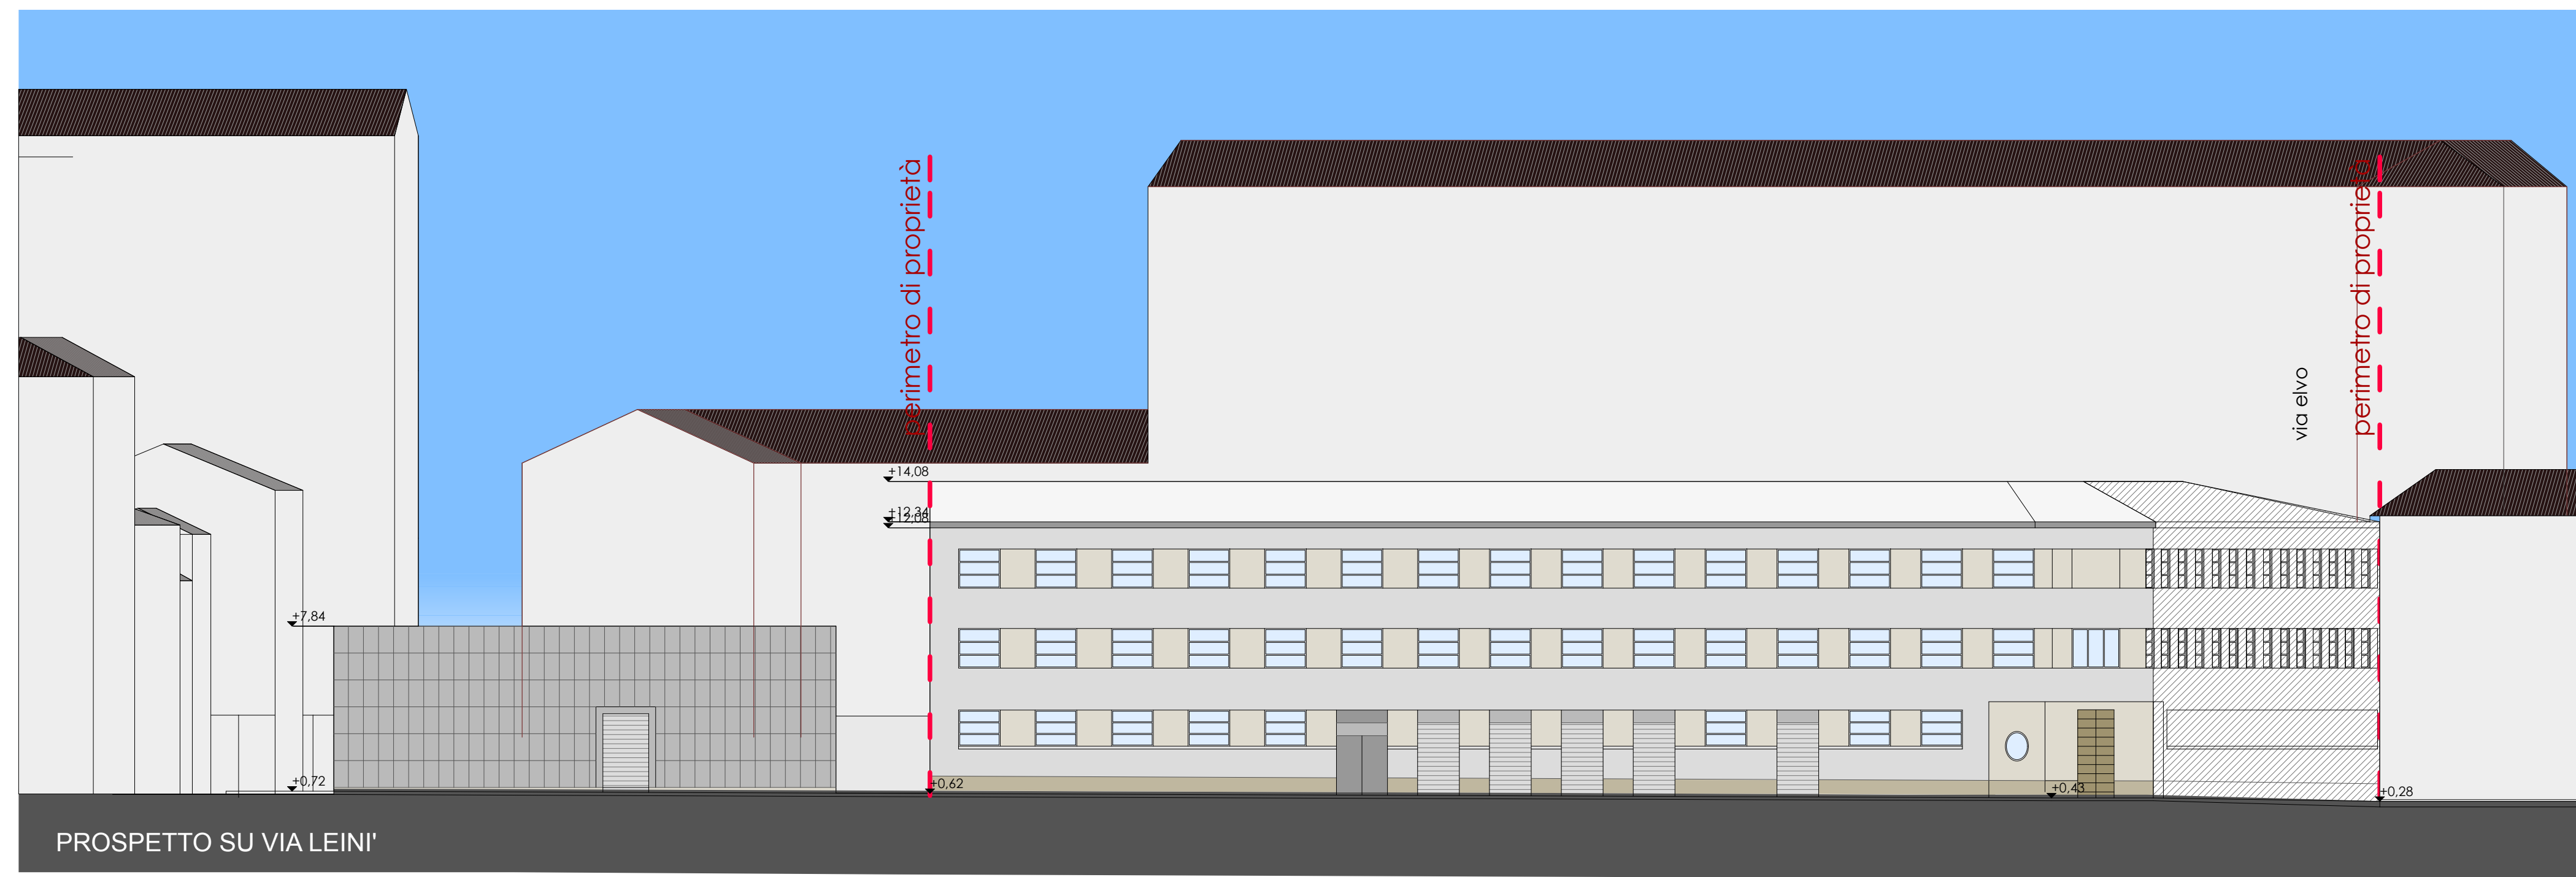 perimetro di proprietà
perimetro di proprietà
via elvo
+14,08
+12,34
+12,08
+7,84
+0,72
+0,62
+0,43
+0,28
PROSPETTO SU VIA LEINI'